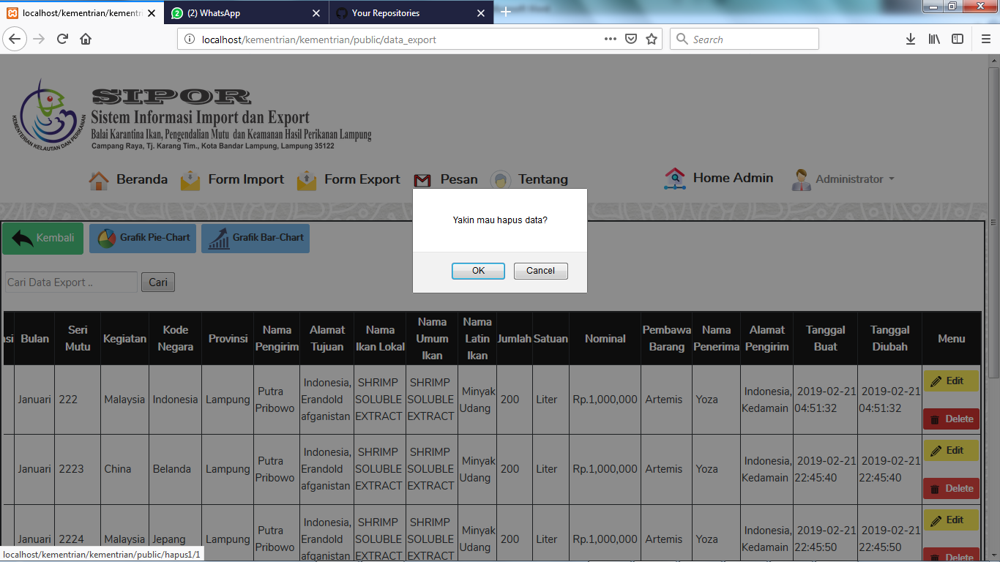 localhost/kementrian/kementri
(2) WhatsApp
Your Repositories
localhost/kementrian/kementrian/public/data_export
Search
KEMENTERIAN KELAUTAN DAN PERIKANAN
SIPOR
Sistem Informasi Import dan Export
Balai Karantina Ikan, Pengendalian Mutu dan Keamanan Hasil Perikanan Lampung
Campang Raya, Tj. Karang Tim., Kota Bandar Lampung, Lampung 35122
Beranda Form Import Form Export Pesan Tentang Home Admin Administrator
Yakin mau hapus data?
OK Cancel
Kembali Grafik Pie-Chart Grafik Bar-Chart
Cari Data Export .. Cari
si Bulan Seri Mutu Kegiatan Kode Negara Provinsi Nama Pengirim Alamat Tujuan Nama Ikan Lokal Nama Umum Ikan Nama Latin Ikan Jumlah Satuan Nominal Pembawa Barang Nama Penerima Alamat Pengirim Tanggal Buat Tanggal Diubah Menu
Januari 222 Malaysia Indonesia Lampung Putra Pribowo Indonesia, Erandold afganistan SHRIMP SOLUBLE EXTRACT SHRIMP SOLUBLE EXTRACT Minyak Udang 200 Liter Rp.1,000,000 Artemis Yoza Indonesia, Kedamain 2019-02-21 04:51:32 2019-02-21 04:51:32 Edit Delete
Januari 2223 China Belanda Lampung Putra Pribowo Indonesia, Erandold afganistan SHRIMP SOLUBLE EXTRACT SHRIMP SOLUBLE EXTRACT Minyak Udang 200 Liter Rp.1,000,000 Artemis Yoza Indonesia, Kedamain 2019-02-21 22:45:40 2019-02-21 22:45:40 Edit Delete
Januari 2224 Malaysia Jepang Lampung Putra Pribowo Indonesia, Erandold afganistan SHRIMP SOLUBLE EXTRACT SHRIMP SOLUBLE EXTRACT Minyak Udang 200 Liter Rp.1,000,000 Artemis Yoza Indonesia, Kedamain 2019-02-21 22:45:50 2019-02-21 22:45:50 Edit Delete
localhost/kementrian/kementrian/public/hapus1/1